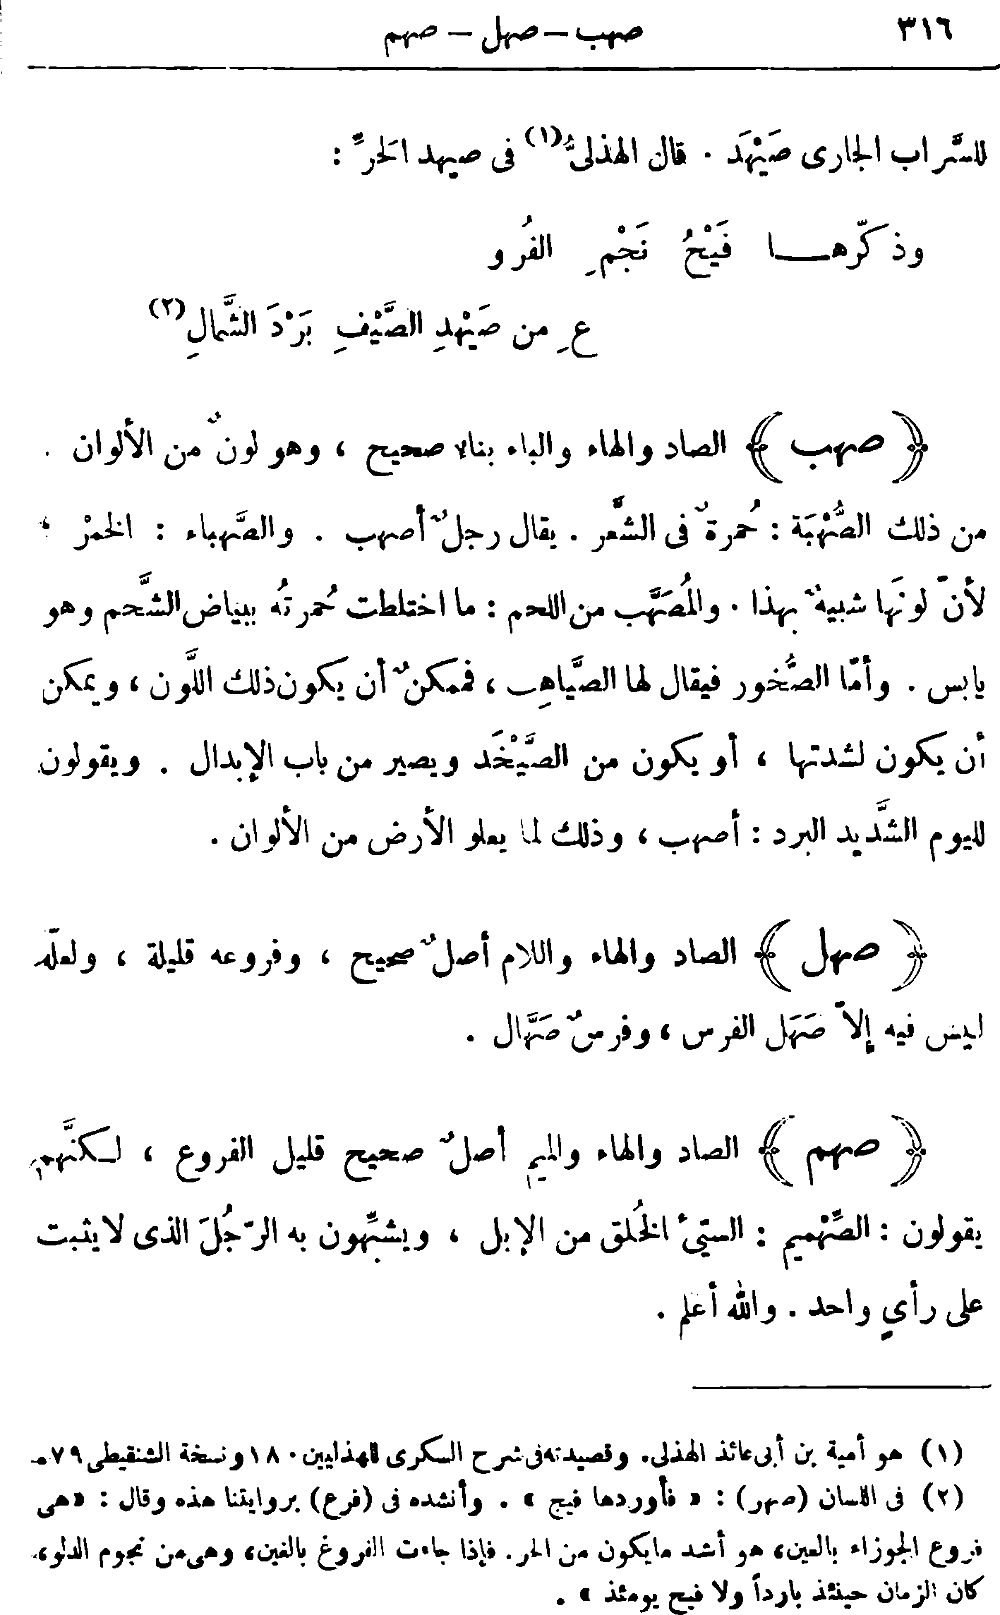 ٣١٦
صهب – صهل – صهم
للسَّراب الجارى صَيْهَد . قال الهذلىُّ(١) فى صيهد الحَرِّ :
وذكّرهــا فَيْحُ نَجْمِ الفُرو
عِ من صَيْهدِ الصَّيْفِ بَرْدَ الشَّمالِ(٢)
﴿ صهب ﴾ الصاد والهاء والباء بناءٌ صحيح ، وهو لونٌ من الألوان .
من ذلك الصُّهْبَة : حُمرةٌ فى الشَّعر . يقال رجلٌ أصهب . والصَّهباء : الخمْر ،
لأنّ لونَها شبيهٌ بهذا . والمُصَهَّب من اللحم : ما اختلطت حُمرتُه ببياض الشَّحم وهو
يابس . وأمّا الصُّخور فيقال لها الصَّياهِب ، فممكنٌ أن يكون ذلك اللَّون ، ويمكن
أن يكون لشدتها ، أو يكون من الصَّيْخَد ويصير من باب الإبدال . ويقولون
لليوم الشَّديد البرد : أصهب ، وذلك لما يعلو الأرض من الألوان .
﴿ صهل ﴾ الصاد والهاء واللام أصلٌ صحيح ، وفروعه قليلة ، ولعلّه
ليس فيه إلاّ صَهَل الفرس ، وفرسٌ صَهَّال .
﴿ صهم ﴾ الصاد والهاء والميم أصلٌ صحيح قليل الفروع ، لـكنَّهم
يقولون : الصِّهْميم : السيّئ الخُلق من الإبل ، ويشبِّهون به الرّجُلَ الذى لا يثبت
على رأىٍ واحد . والله أعلم .
(١) هو أمية بن أبى عائذ الهذلى. وقصيدته فى شرح السكرى للهذليين ١٨٠ ونسخة الشنقيطى ٧٩.
(٢) فى اللسان (صهر) : « فأوردها فيح » . وأنشده فى (فرع) بروايتنا هذه وقال : « هى
فروع الجوزاء بالعين، هو أشد مايكون من الحر. فإذا جاءت الفروغ بالغين، وهى من نجوم الدلو،
كان الزمان حينئذ بارداً ولا فيح يومئذ » .